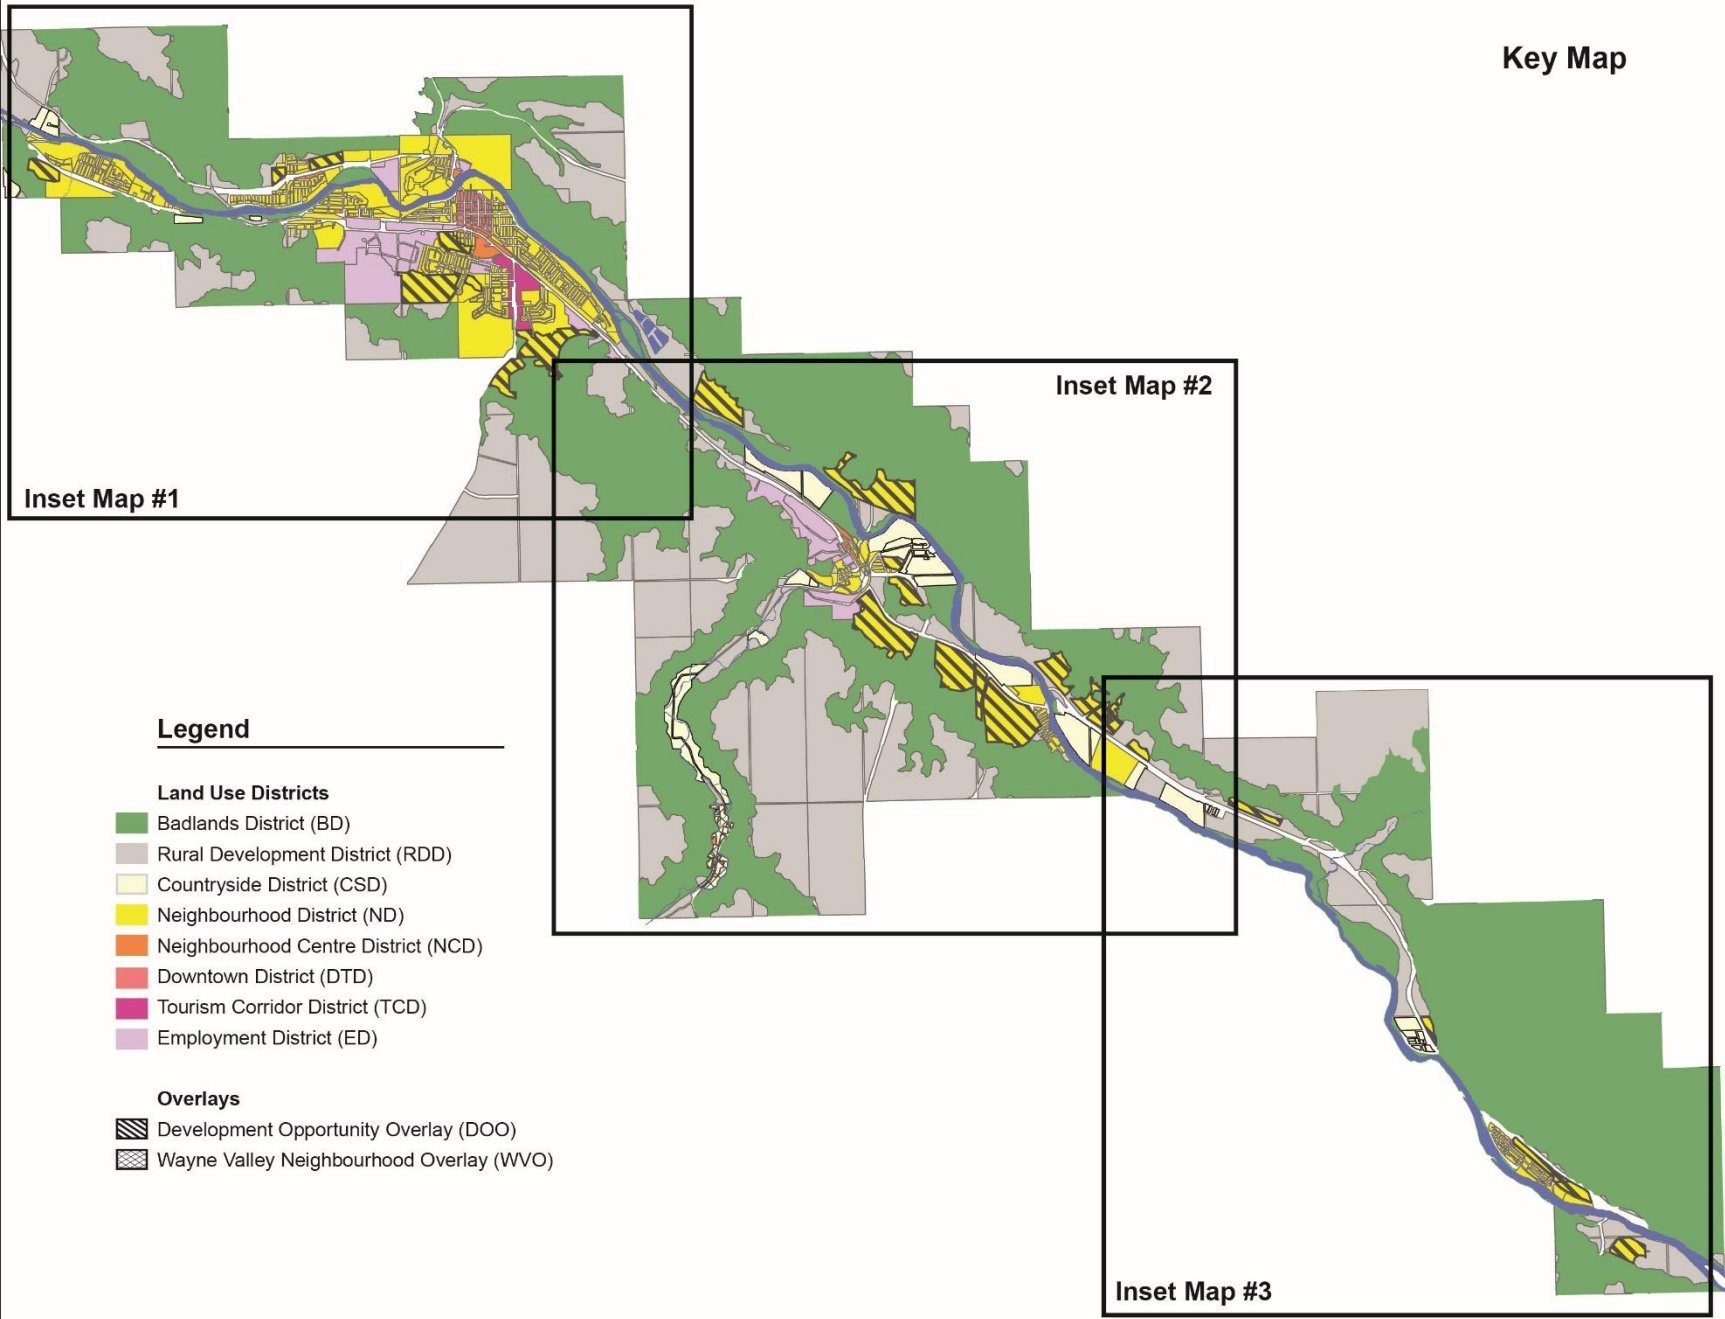 Key Map
Inset Map #2
Inset Map #1
Legend
Land Use Districts
Badlands District (BD)
Rural Development District (RDD)
Countryside District (CSD)
Neighbourhood District (ND)
Neighbourhood Centre District (NCD)
Downtown District (DTD)
Tourism Corridor District (TCD)
Employment District (ED)
Overlays
Development Opportunity Overlay (DOO)
Wayne Valley Neighbourhood Overlay (WVO)
Inset Map #3